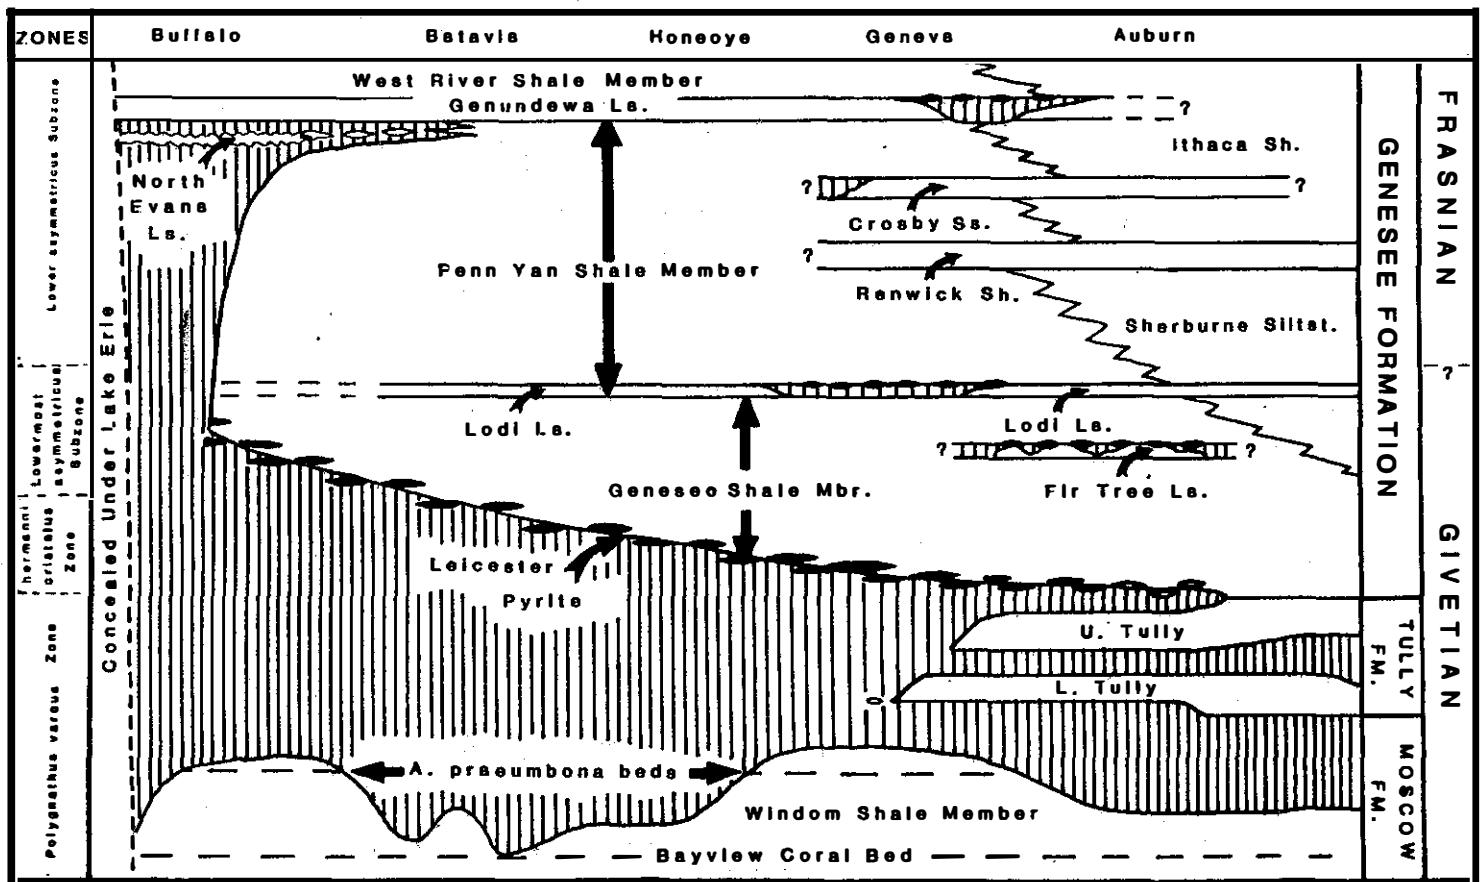 ZONES
Buffalo Batavia Honeoye Geneva Auburn
West River Shale Member
Genundewa Ls.
?
Ithaca Sh.
North
Evans
Ls.
? ?
Crosby Ss.
?
Penn Yan Shale Member
Renwick Sh.
Sherburne Siltst.
Lodi Ls.
Lodi Ls.
? ?
Geneseo Shale Mbr.
Fir Tree Ls.
Leicester
Pyrite
U. Tully
L. Tully
A. praeumbona beds
Windom Shale Member
Bayview Coral Bed
Concealed Under Lake Erie
Lower asymmetricus Subzone
Lowermost
asymmetricus
Subzone
hermanni
cristatus
Zone
Polygnathus varcus Zone
GENESEE FORMATION
TULLY
FM.
MOSCOW
FM.
FRASNIAN
?
GIVETIAN